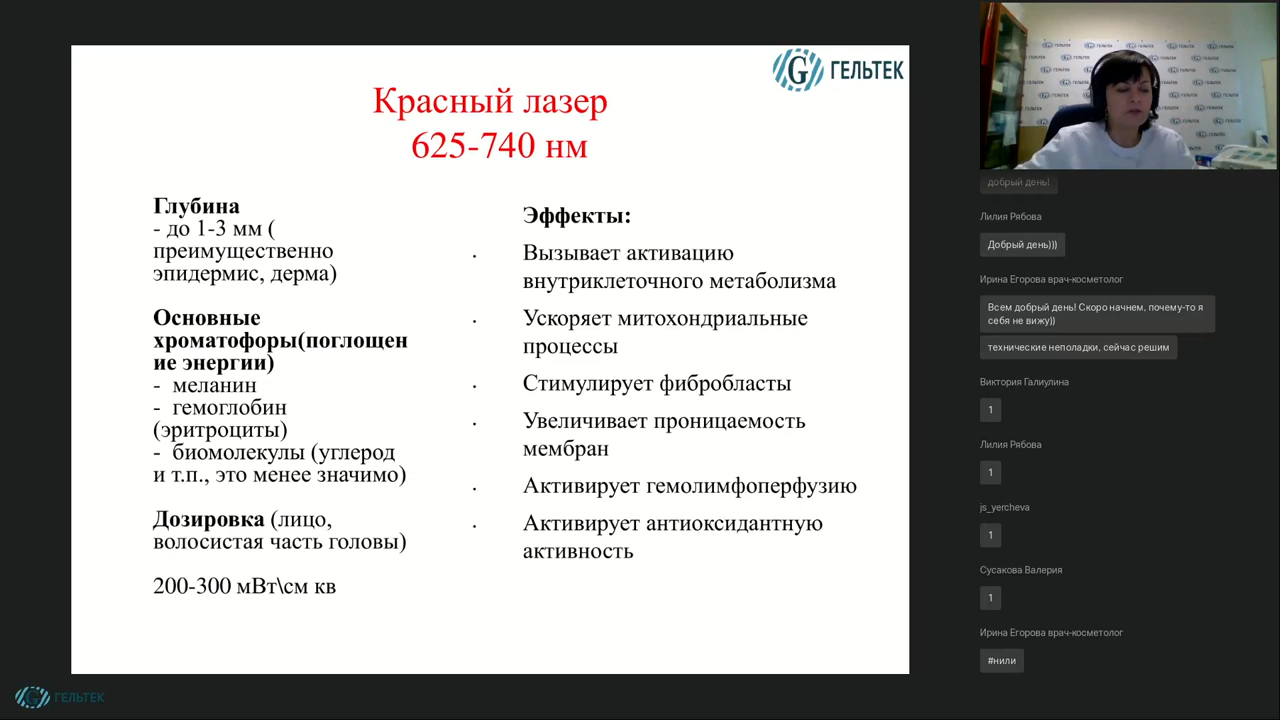 ГЕЛЬТЕК
Красный лазер
625-740 нм
Глубина
- до 1-3 мм (
преимущественно
эпидермис, дерма)
Основные
хроматофоры(поглощен
ие энергии)
- меланин
- гемоглобин
(эритроциты)
- биомолекулы (углерод
и т.п., это менее значимо)
Дозировка (лицо,
волосистая часть головы)
200-300 мВт\см кв
Эффекты:
· Вызывает активацию
внутриклеточного метаболизма
· Ускоряет митохондриальные
процессы
· Стимулирует фибробласты
· Увеличивает проницаемость
мембран
· Активирует гемолимфоперфузию
· Активирует антиоксидантную
активность
добрый день!
Лилия Рябова
Добрый день)))
Ирина Егорова врач-косметолог
Всем добрый день! Скоро начнем, почему-то я
себя не вижу))
технические неполадки, сейчас решим
Виктория Галиулина
1
Лилия Рябова
1
js_yercheva
1
Сусакова Валерия
1
Ирина Егорова врач-косметолог
#нили
ГЕЛЬТЕК